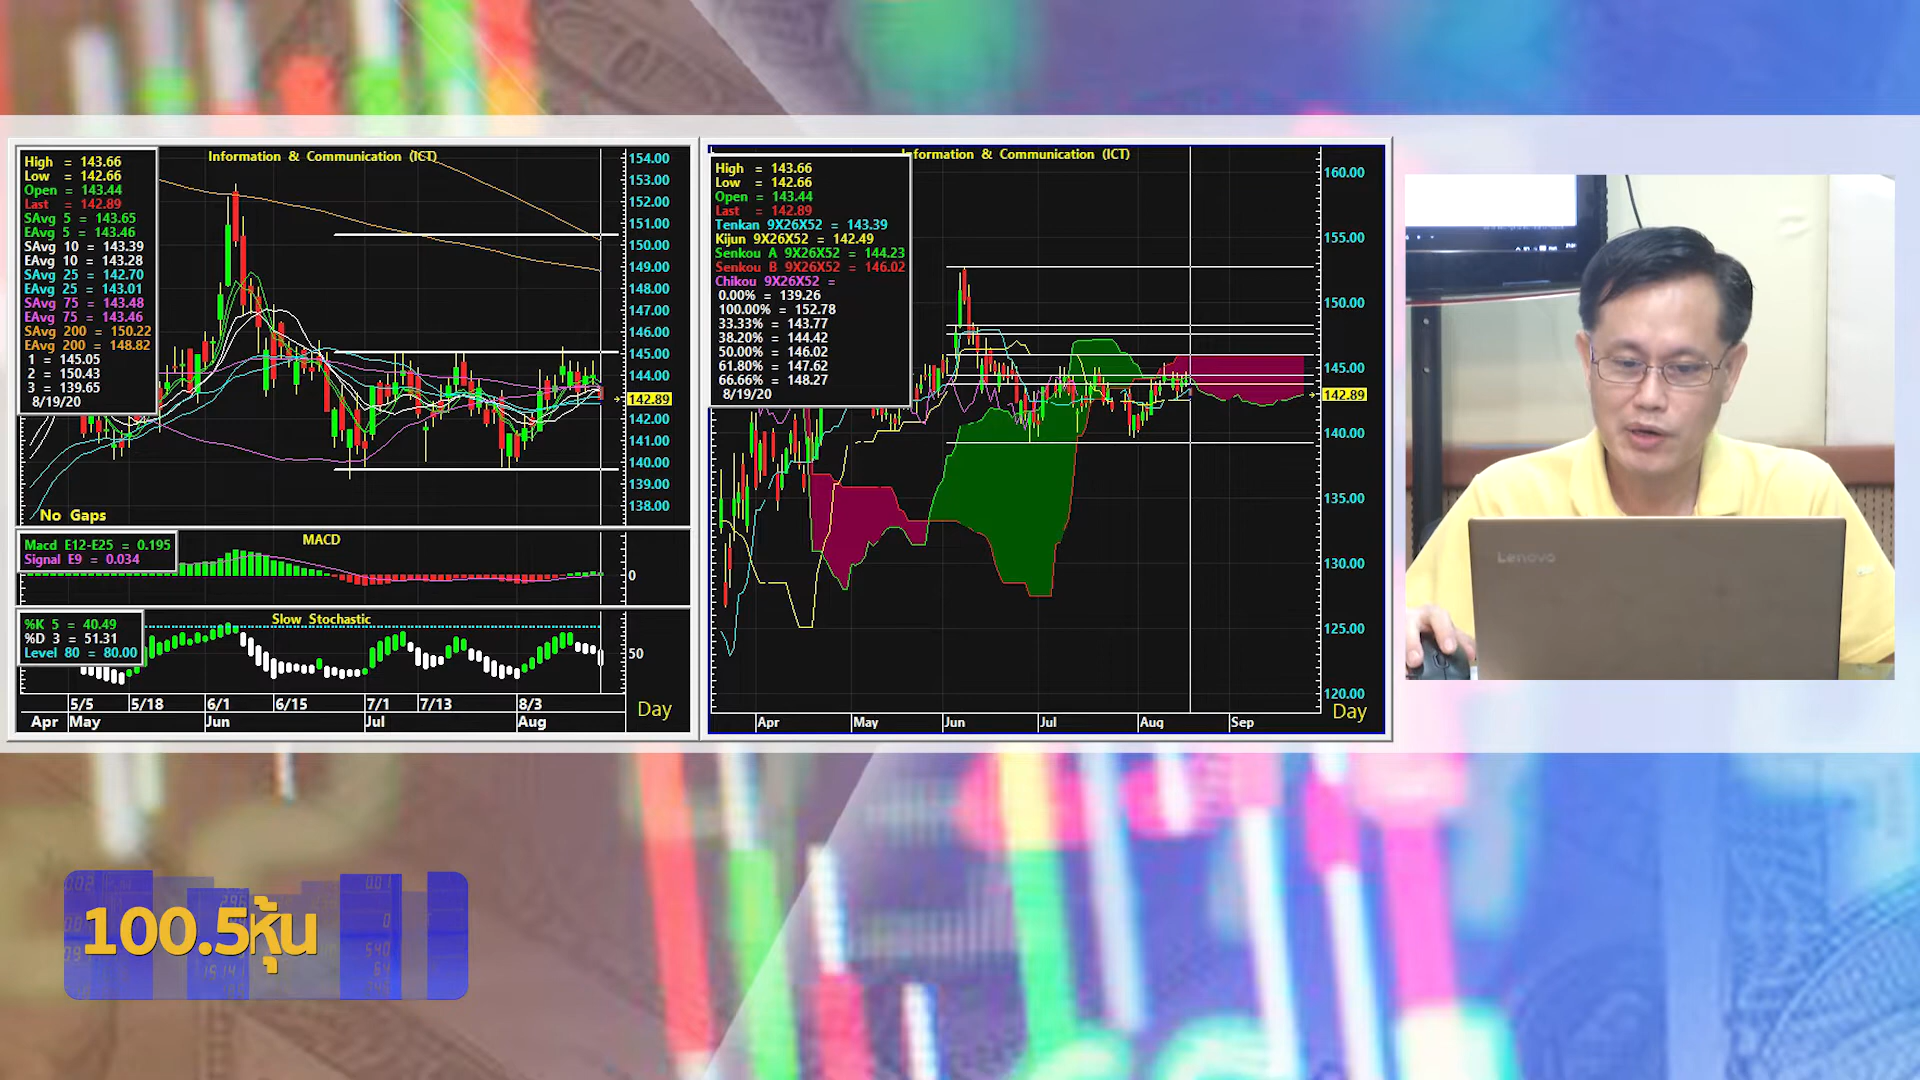 Information & Communication (ICT)
High = 143.66
Low = 142.66
Open = 143.44
Last = 142.89
SAvg 5 = 143.65
EAvg 5 = 143.46
SAvg 10 = 143.39
EAvg 10 = 143.28
SAvg 25 = 142.70
EAvg 25 = 143.01
SAvg 75 = 143.48
EAvg 75 = 143.46
SAvg 200 = 150.22
EAvg 200 = 148.82
1 = 145.05
2 = 150.43
3 = 139.65
8/19/20
154.00
153.00
152.00
151.00
150.00
149.00
148.00
147.00
146.00
145.00
144.00
142.89
142.00
141.00
140.00
139.00
138.00
No Gaps
MACD
Macd E12-E25 = 0.195
Signal E9 = 0.034
0
Slow Stochastic
%K 5 = 40.49
%D 3 = 51.31
Level 80 = 80.00
50
5/5 5/18 6/1 6/15 7/1 7/13 8/3
Apr May Jun Jul Aug
Day
Information & Communication (ICT)
High = 143.66
Low = 142.66
Open = 143.44
Last = 142.89
Tenkan 9X26X52 = 143.39
Kijun 9X26X52 = 142.49
Senkou A 9X26X52 = 144.23
Senkou B 9X26X52 = 146.02
Chikou 9X26X52 =
0.00% = 139.26
100.00% = 152.78
33.33% = 143.77
38.20% = 144.42
50.00% = 146.02
61.80% = 147.62
66.66% = 148.27
8/19/20
160.00
155.00
150.00
145.00
142.89
140.00
135.00
130.00
125.00
120.00
Apr May Jun Jul Aug Sep
Day
Lenovo
100.5หุ้น